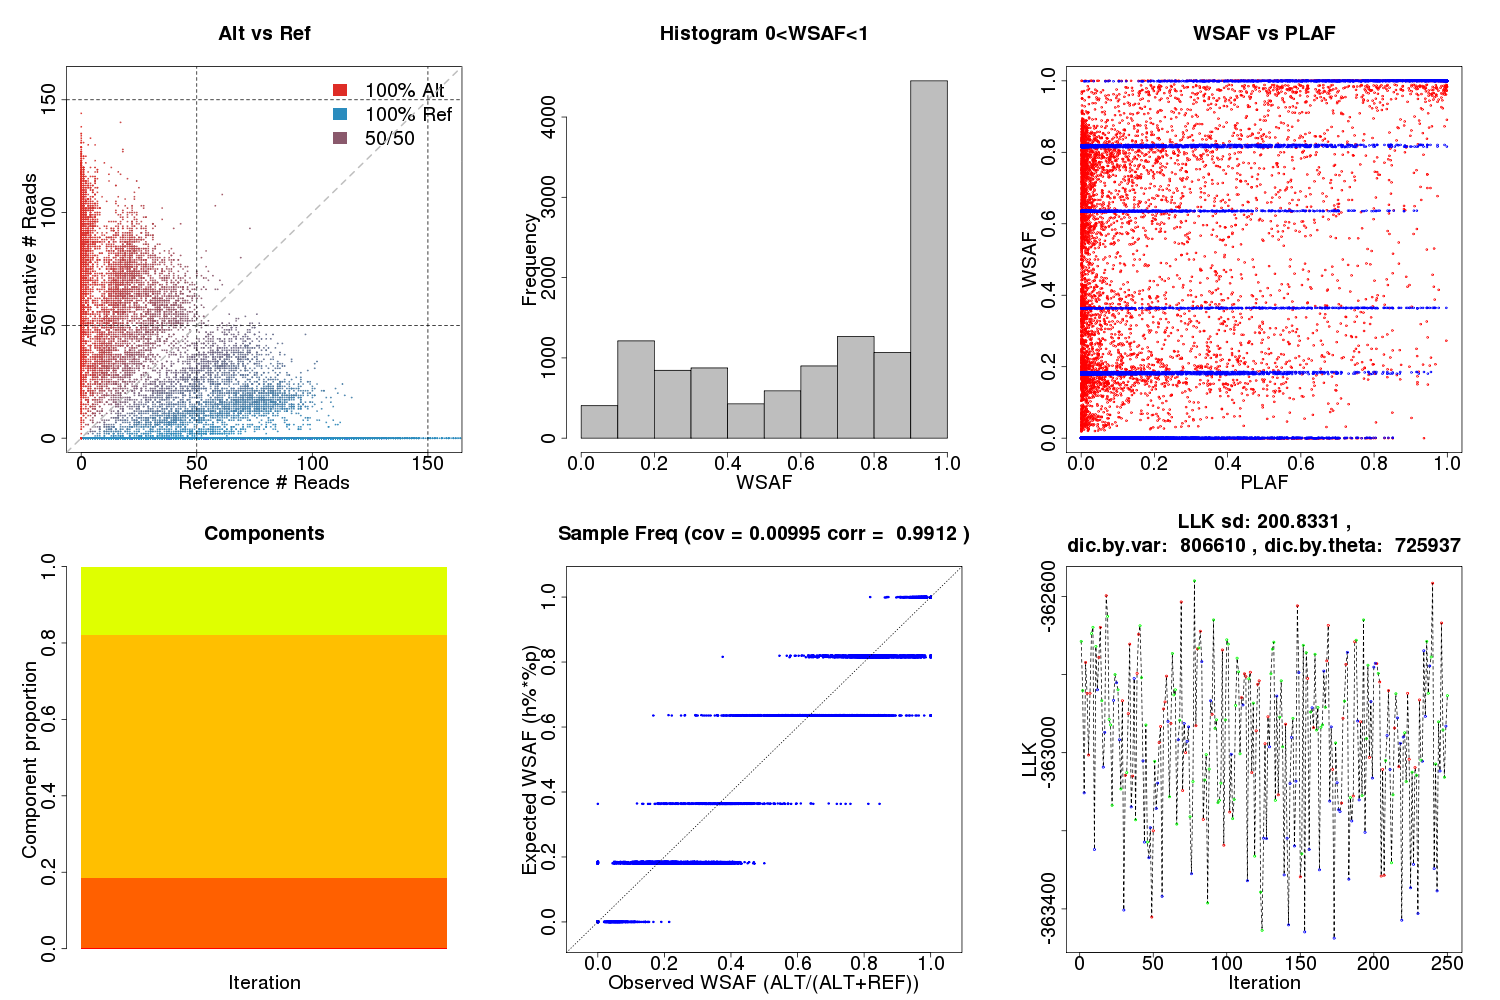 Alt vs Ref
100% Alt
100% Ref
50/50
Alternative # Reads
0
50
100
150
0
50
100
150
Reference # Reads
Histogram 0<WSAF<1
Frequency
0
1000
2000
3000
4000
0.0
0.2
0.4
0.6
0.8
1.0
WSAF
WSAF vs PLAF
WSAF
0.0
0.2
0.4
0.6
0.8
1.0
0.0
0.2
0.4
0.6
0.8
1.0
PLAF
Components
Component proportion
0.0
0.2
0.4
0.6
0.8
1.0
Iteration
Sample Freq (cov = 0.00995 corr = 0.9912 )
Expected WSAF (h%*%p)
0.0
0.2
0.4
0.6
0.8
1.0
0.0
0.2
0.4
0.6
0.8
1.0
Observed WSAF (ALT/(ALT+REF))
LLK sd: 200.8331 ,
dic.by.var: 806610 , dic.by.theta: 725937
LLK
-363400
-363000
-362600
0
50
100
150
200
250
Iteration